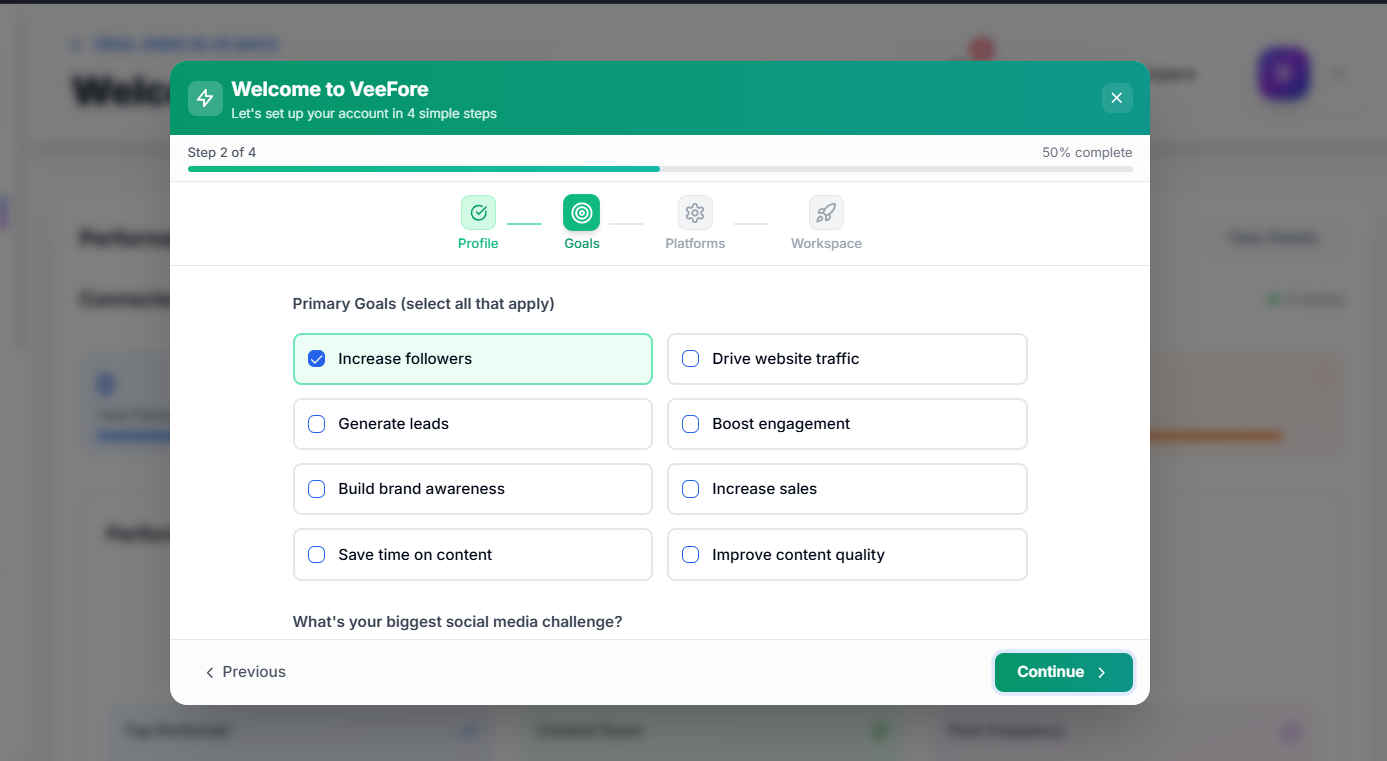 Welcome to VeeFore
Let's set up your account in 4 simple steps
Step 2 of 4
50% complete
Profile
Goals
Platforms
Workspace
Primary Goals (select all that apply)
Increase followers
Drive website traffic
Generate leads
Boost engagement
Build brand awareness
Increase sales
Save time on content
Improve content quality
What's your biggest social media challenge?
Previous
Continue